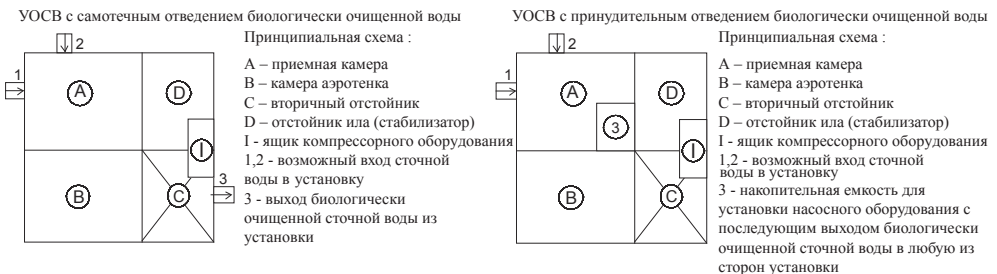 УОСВ с самотечным отведением биологически очищенной воды
Принципиальная схема :
2
1
А – приемная камера
В – камера аэротенка
С – вторичный отстойник
D – отстойник ила (стабилизатор)
I - ящик компрессорного оборудования
1,2 - возможный вход сточной
воды в установку
3 - выход биологически
очищенной сточной воды из
установки
A
D
I
3
B
C
УОСВ с принудительным отведением биологически очищенной воды
Принципиальная схема :
2
1
А – приемная камера
В – камера аэротенка
С – вторичный отстойник
D – отстойник ила (стабилизатор)
I - ящик компрессорного оборудования
1,2 - возможный вход сточной
воды в установку
3 - накопительная емкость для
установки насосного оборудования с
последующим выходом биологически
очищенной сточной воды в любую из
сторон установки
A
D
3
I
B
C